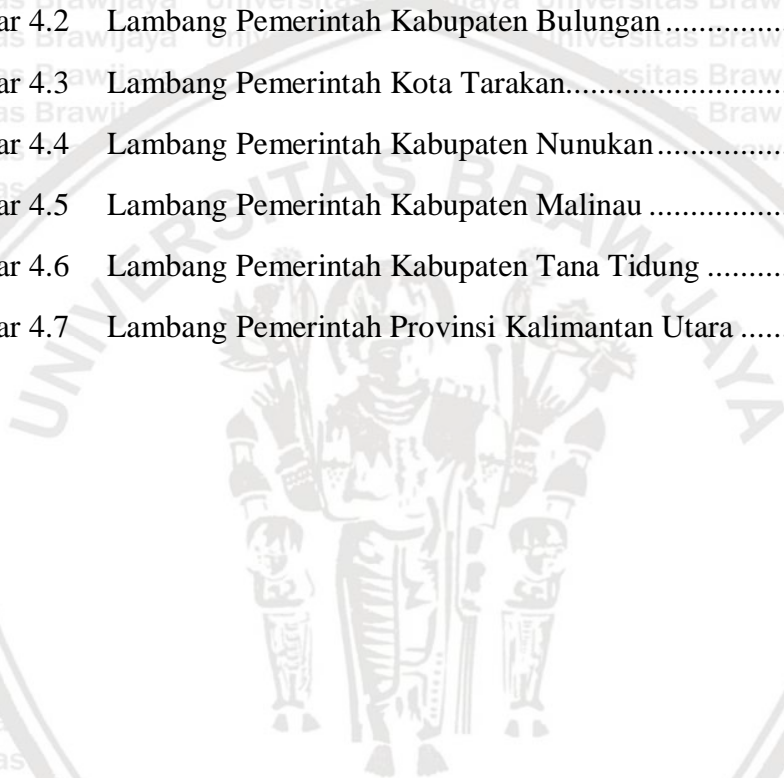 ar 4.2 Lambang Pemerintah Kabupaten Bulungan ................
ar 4.3 Lambang Pemerintah Kota Tarakan..............................
ar 4.4 Lambang Pemerintah Kabupaten Nunukan .................
ar 4.5 Lambang Pemerintah Kabupaten Malinau ..................
ar 4.6 Lambang Pemerintah Kabupaten Tana Tidung ...........
ar 4.7 Lambang Pemerintah Provinsi Kalimantan Utara ......
UNIVERSITAS BRAWIJAYA